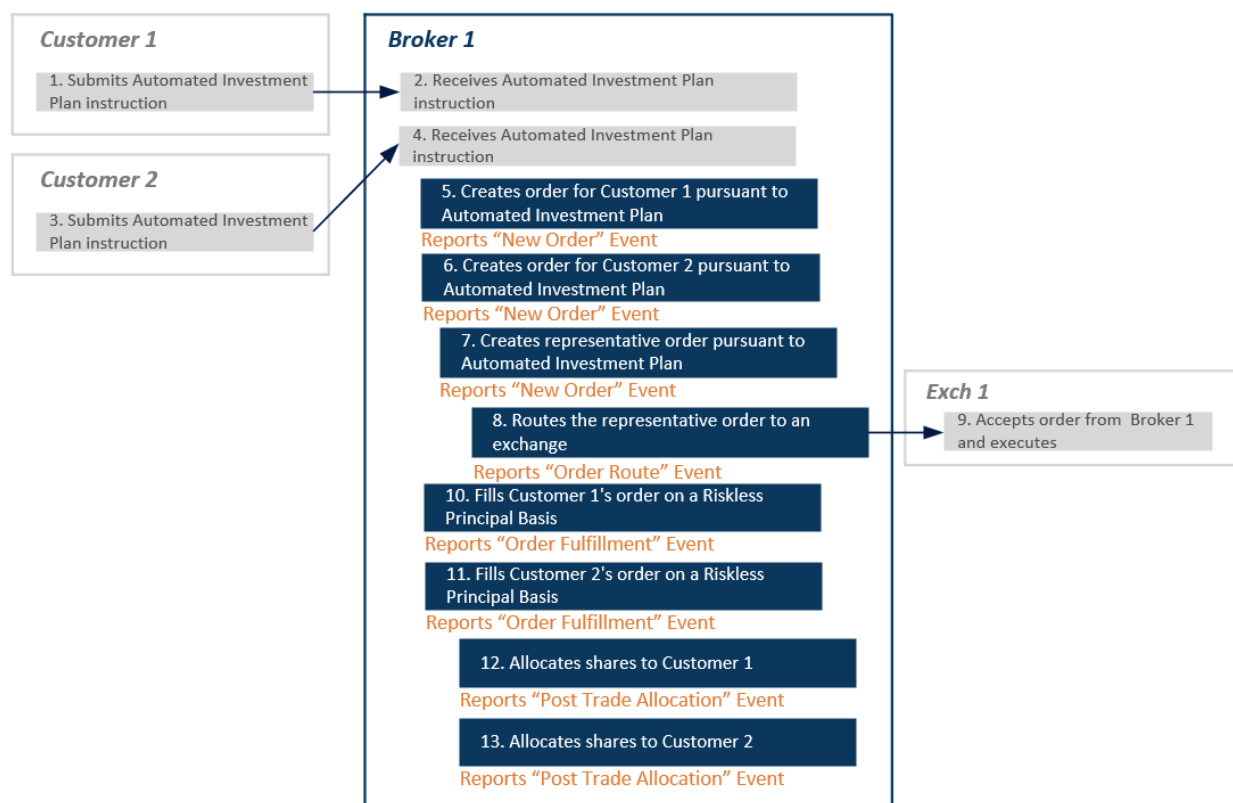 Customer 1
1. Submits Automated Investment
Plan instruction
Customer 2
3. Submits Automated Investment
Plan instruction
Broker 1
2. Receives Automated Investment Plan
instruction
4. Receives Automated Investment Plan
instruction
5. Creates order for Customer 1 pursuant to
Automated Investment Plan
Reports “New Order” Event
6. Creates order for Customer 2 pursuant to
Automated Investment Plan
Reports “New Order” Event
7. Creates representative order pursuant to
Automated Investment Plan
Reports “New Order” Event
8. Routes the representative order to an
exchange
Reports “Order Route” Event
Exch 1
9. Accepts order from Broker 1
and executes
10. Fills Customer 1's order on a Riskless
Principal Basis
Reports “Order Fulfillment” Event
11. Fills Customer 2's order on a Riskless
Principal Basis
Reports “Order Fulfillment” Event
12. Allocates shares to Customer 1
Reports “Post Trade Allocation” Event
13. Allocates shares to Customer 2
Reports “Post Trade Allocation” Event